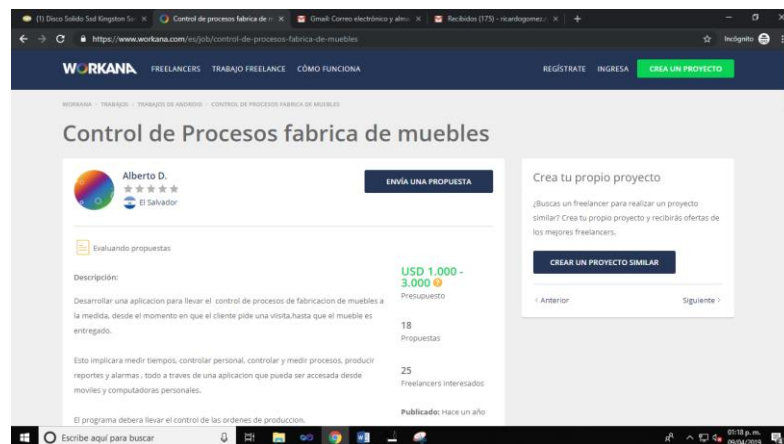 (1) Disco Solido Ssd Kingston
Control de procesos fabrica de m
Gmail: Correo electrónico y alma
Recibidos (175) - ricardogomez
https://www.workana.com/es/job/control-de-procesos-fabrica-de-muebles
Incógnito
WORKANA
FREELANCERS TRABAJO FREELANCE CÓMO FUNCIONA
REGÍSTRATE INGRESA CREA UN PROYECTO
WORKANA TRABAJOS TRABAJOS DE ANDROID CONTROL DE PROCESOS FABRICA DE MUEBLES
Control de Procesos fabrica de muebles
Alberto D.
El Salvador
ENVÍA UNA PROPUESTA
Evaluando propuestas
Descripción:
Desarrollar una aplicacion para llevar el control de procesos de fabricacion de muebles a
la medida, desde el momento en que el cliente pide una visita,hasta que el mueble es
entregado.
Esto implicara medir tiempos, controlar personal, controlar y medir procesos, producir
reportes y alarmas , todo a traves de una aplicacion que pueda ser accesada desde
moviles y computadoras personales.
El programa debera llevar el control de las ordenes de produccion.
USD 1.000 -
3.000
Presupuesto
18
Propuestas
25
Freelancers interesados
Publicado: Hace un año
Crea tu propio proyecto
¿Buscas un freelancer para realizar un proyecto
similar? Crea tu propio proyecto y recibirás ofertas de
los mejores freelancers.
CREAR UN PROYECTO SIMILAR
< Anterior Siguiente >
Escribe aquí para buscar
01:18 p. m.
09/04/2019